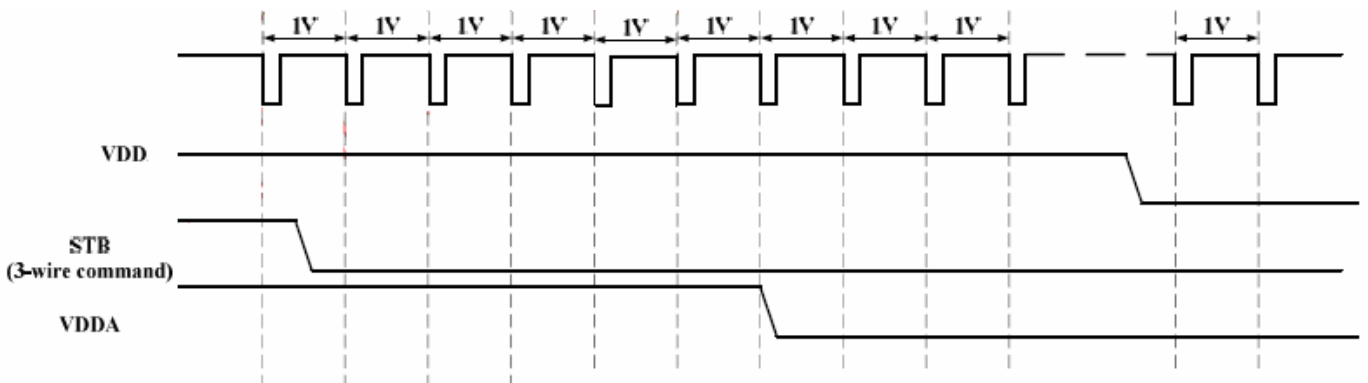 1V 1V 1V 1V 1V 1V 1V 1V 1V 1V
VDD
STB
(3-wire command)
VDDA